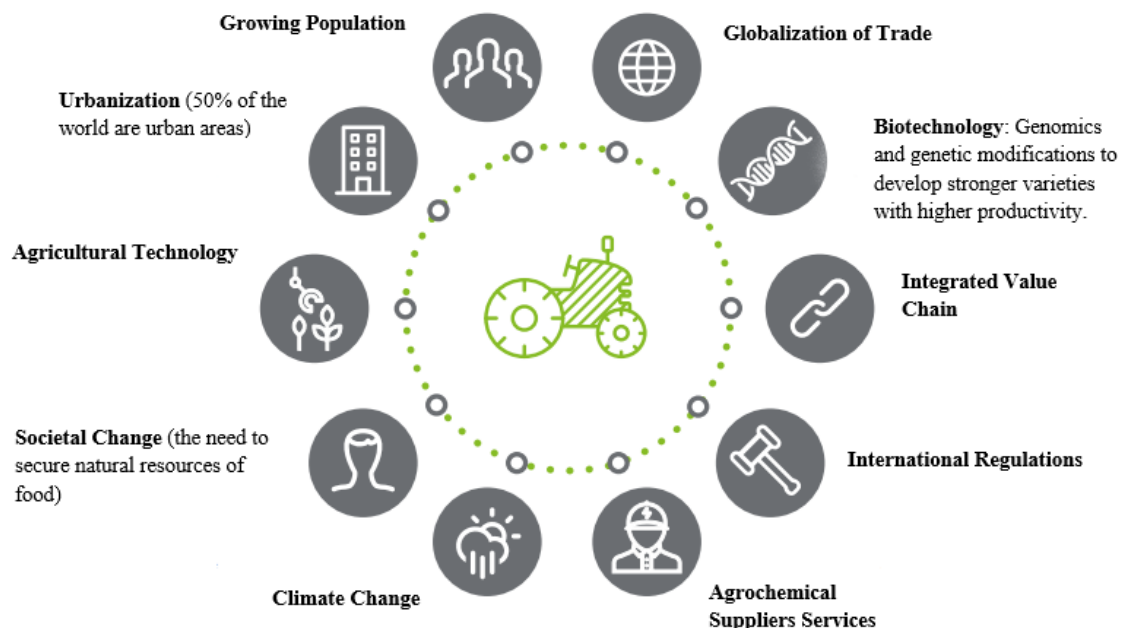 Growing Population
Globalization of Trade
Urbanization (50% of the
world are urban areas)
Biotechnology: Genomics
and genetic modifications to
develop stronger varieties
with higher productivity.
Agricultural Technology
Integrated Value
Chain
Societal Change (the need to
secure natural resources of
food)
International Regulations
Climate Change
Agrochemical
Suppliers Services